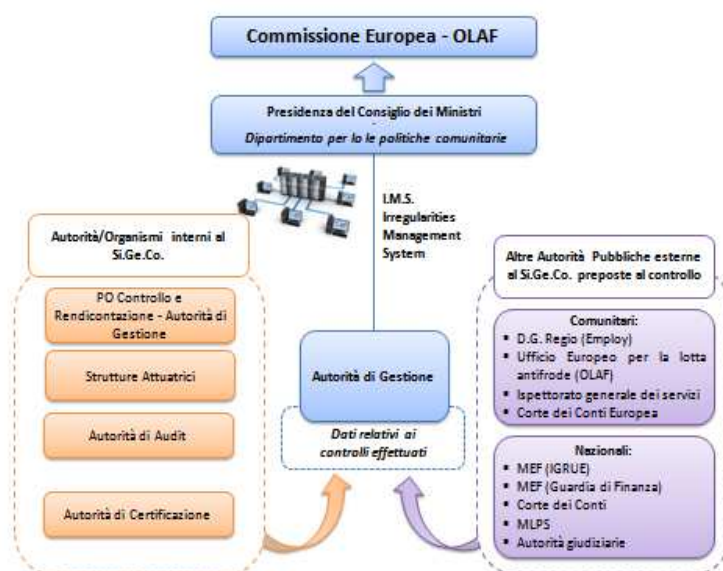 Commissione Europea - OLAF
Presidenza del Consiglio dei Ministri
-
Dipartimento per lo le politiche comunitarie
I.M.S.
Irregularities
Management
System
Autorità/Organismi interni al
Si.Ge.Co.
PO Controllo e
Rendicontazione - Autorità di
Gestione
Strutture Attuatrici
Autorità di Audit
Autorità di Certificazione
Autorità di Gestione
Dati relativi ai
controlli effettuati
Altre Autorità Pubbliche esterne
al Si.Ge.Co. preposte al controllo
Comunitari:
▪ D.G. Regio (Employ)
▪ Ufficio Europeo per la lotta
antifrode (OLAF)
▪ Ispettorato generale dei servizi
▪ Corte dei Conti Europea
Nazionali:
▪ MEF (IGRUE)
▪ MEF (Guardia di Finanza)
▪ Corte dei Conti
▪ MLPS
▪ Autorità giudiziarie